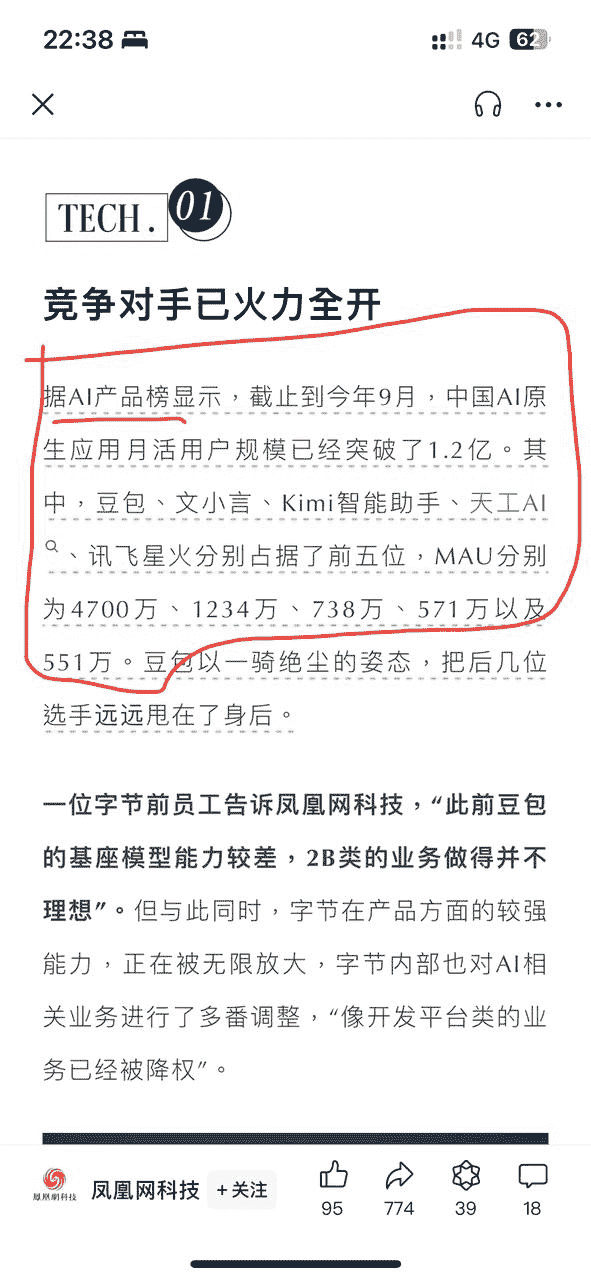 22:38
4G 62
TECH. 01
竞争对手已火力全开
据AI产品榜显示，截止到今年9月，中国AI原
生应用月活用户规模已经突破了1.2亿。其
中，豆包、文小言、Kimi智能助手、天工AI
、讯飞星火分别占据了前五位，MAU分别
为4700万、1234万、738万、571万以及
551万。豆包以一骑绝尘的姿态，把后几位
选手远远甩在了身后。
一位字节前员工告诉凤凰网科技，“此前豆包
的基座模型能力较差，2B类的业务做得并不
理想”。但与此同时，字节在产品方面的较强
能力，正在被无限放大，字节内部也对AI相
关业务进行了多番调整，“像开发平台类的业
务已经被降权”。
鳳凰網科技
凤凰网科技
+关注
95 774 39 18